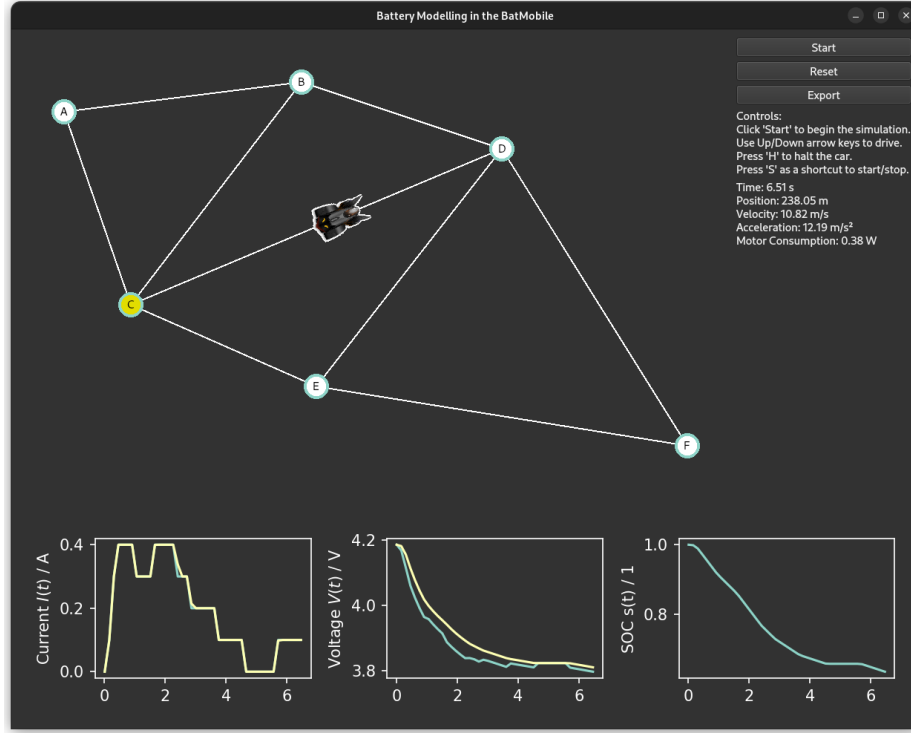 Battery Modelling in the BatMobile
Start
Reset
Export
Controls:
Click 'Start' to begin the simulation.
Use Up/Down arrow keys to drive.
Press 'H' to halt the car.
Press 'S' as a shortcut to start/stop.
Time: 6.51 s
Position: 238.05 m
Velocity: 10.82 m/s
Acceleration: 12.19 m/s²
Motor Consumption: 0.38 W
A
B
D
C
E
F
Current I(t) / A
0.4
0.2
0.0
0 2 4 6
Voltage V(t) / V
4.2
4.0
3.8
0 2 4 6
SOC s(t) / 1
1.0
0.8
0 2 4 6